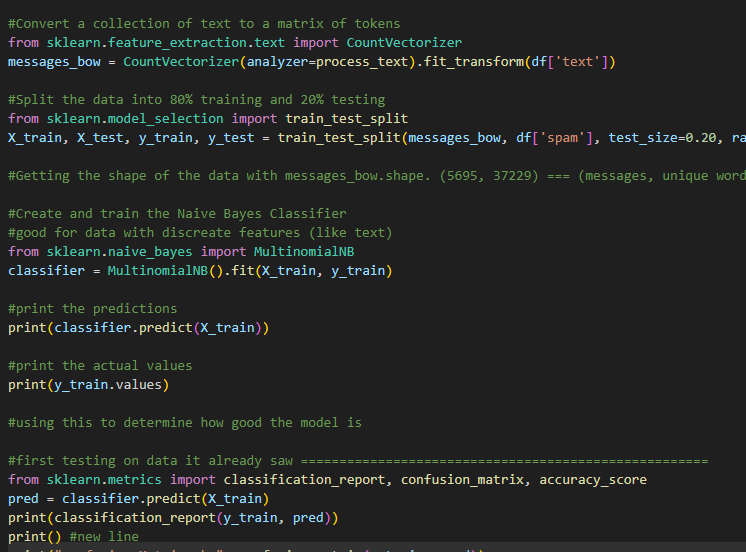 #Convert a collection of text to a matrix of tokens
from sklearn.feature_extraction.text import CountVectorizer
messages_bow = CountVectorizer(analyzer=process_text).fit_transform(df['text'])
#Split the data into 80% training and 20% testing
from sklearn.model_selection import train_test_split
X_train, X_test, y_train, y_test = train_test_split(messages_bow, df['spam'], test_size=0.20, ra
#Getting the shape of the data with messages_bow.shape. (5695, 37229) === (messages, unique word
#Create and train the Naive Bayes Classifier
#good for data with discreate features (like text)
from sklearn.naive_bayes import MultinomialNB
classifier = MultinomialNB().fit(X_train, y_train)
#print the predictions
print(classifier.predict(X_train))
#print the actual values
print(y_train.values)
#using this to determine how good the model is
#first testing on data it already saw =====================================================
from sklearn.metrics import classification_report, confusion_matrix, accuracy_score
pred = classifier.predict(X_train)
print(classification_report(y_train, pred))
print() #new line